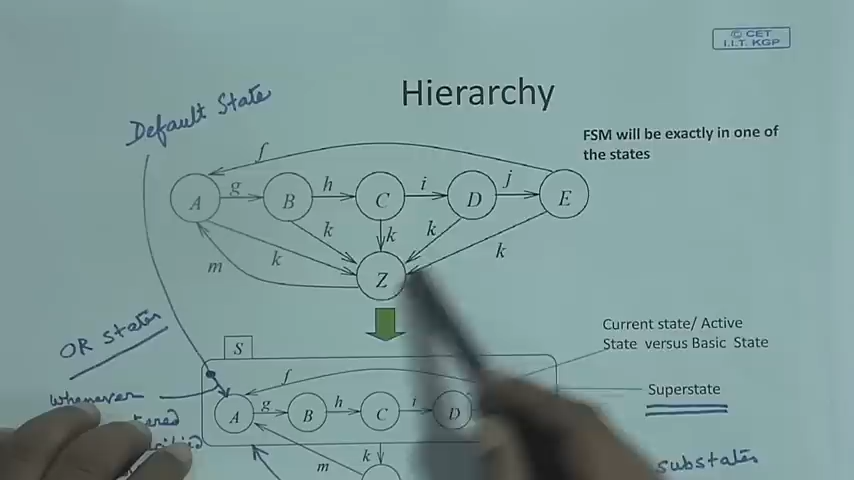 © CET
I.I.T. KGP
Hierarchy
Default State
FSM will be exactly in one of
the states
f
g
h
i
j
A
B
C
D
E
k
k
k
k
k
m
Z
OR states
S
Current state/ Active
State versus Basic State
Superstate
whenever
f
g
h
i
A
B
C
D
k
m
substates